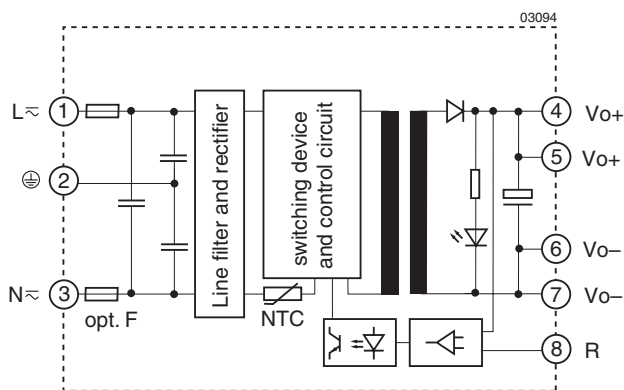 03094
L≂ 1
2
N≂ 3
opt. F
Line filter and rectifier
switching device
and control circuit
NTC
4 Vo+
5 Vo+
6 Vo–
7 Vo–
8 R